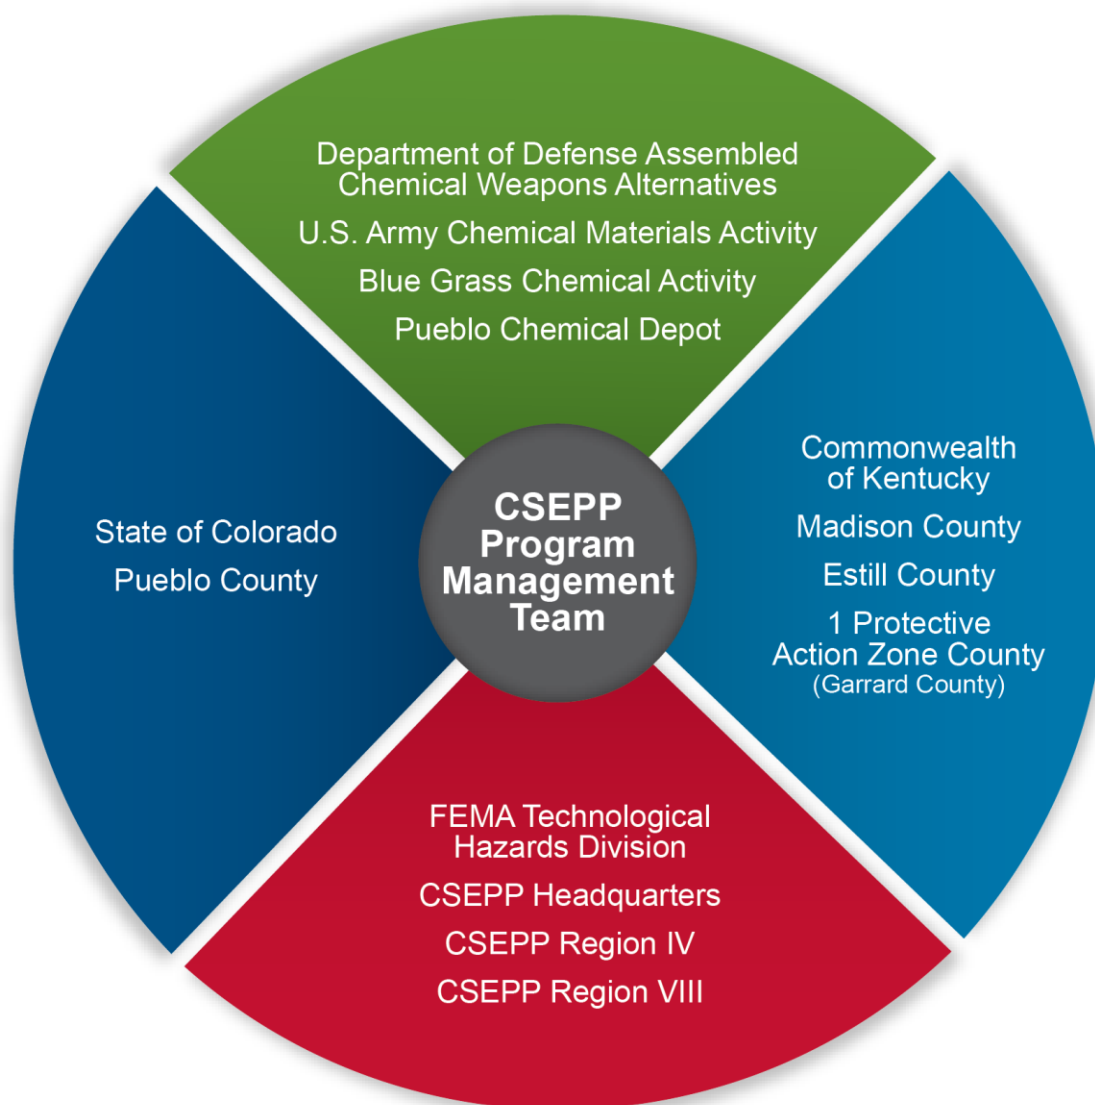 Department of Defense Assembled
Chemical Weapons Alternatives
U.S. Army Chemical Materials Activity
Blue Grass Chemical Activity
Pueblo Chemical Depot
State of Colorado
Pueblo County
CSEPP
Program
Management
Team
Commonwealth
of Kentucky
Madison County
Estill County
1 Protective
Action Zone County
(Garrard County)
FEMA Technological
Hazards Division
CSEPP Headquarters
CSEPP Region IV
CSEPP Region VIII